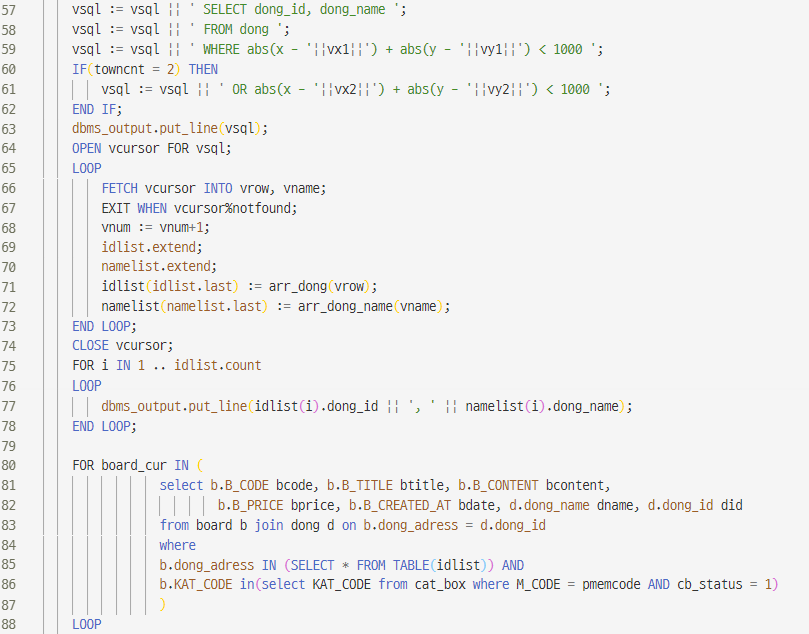 57 vsql := vsql || ' SELECT dong_id, dong_name ';
58 vsql := vsql || ' FROM dong ';
59 vsql := vsql || ' WHERE abs(x - '||vx1||') + abs(y - '||vy1||') < 1000 ';
60 IF(towncnt = 2) THEN
61 vsql := vsql || ' OR abs(x - '||vx2||') + abs(y - '||vy2||') < 1000 ';
62 END IF;
63 dbms_output.put_line(vsql);
64 OPEN vcursor FOR vsql;
65 LOOP
66 FETCH vcursor INTO vrow, vname;
67 EXIT WHEN vcursor%notfound;
68 vnum := vnum+1;
69 idlist.extend;
70 namelist.extend;
71 idlist(idlist.last) := arr_dong(vrow);
72 namelist(namelist.last) := arr_dong_name(vname);
73 END LOOP;
74 CLOSE vcursor;
75 FOR i IN 1 .. idlist.count
76 LOOP
77 dbms_output.put_line(idlist(i).dong_id || ', ' || namelist(i).dong_name);
78 END LOOP;
79
80 FOR board_cur IN (
81 select b.B_CODE bcode, b.B_TITLE btitle, b.B_CONTENT bcontent,
82 b.B_PRICE bprice, b.B_CREATED_AT bdate, d.dong_name dname, d.dong_id did
83 from board b join dong d on b.dong_adress = d.dong_id
84 where
85 b.dong_adress IN (SELECT * FROM TABLE(idlist)) AND
86 b.KAT_CODE in(select KAT_CODE from cat_box where M_CODE = pmemcode AND cb_status = 1)
87 )
88 LOOP